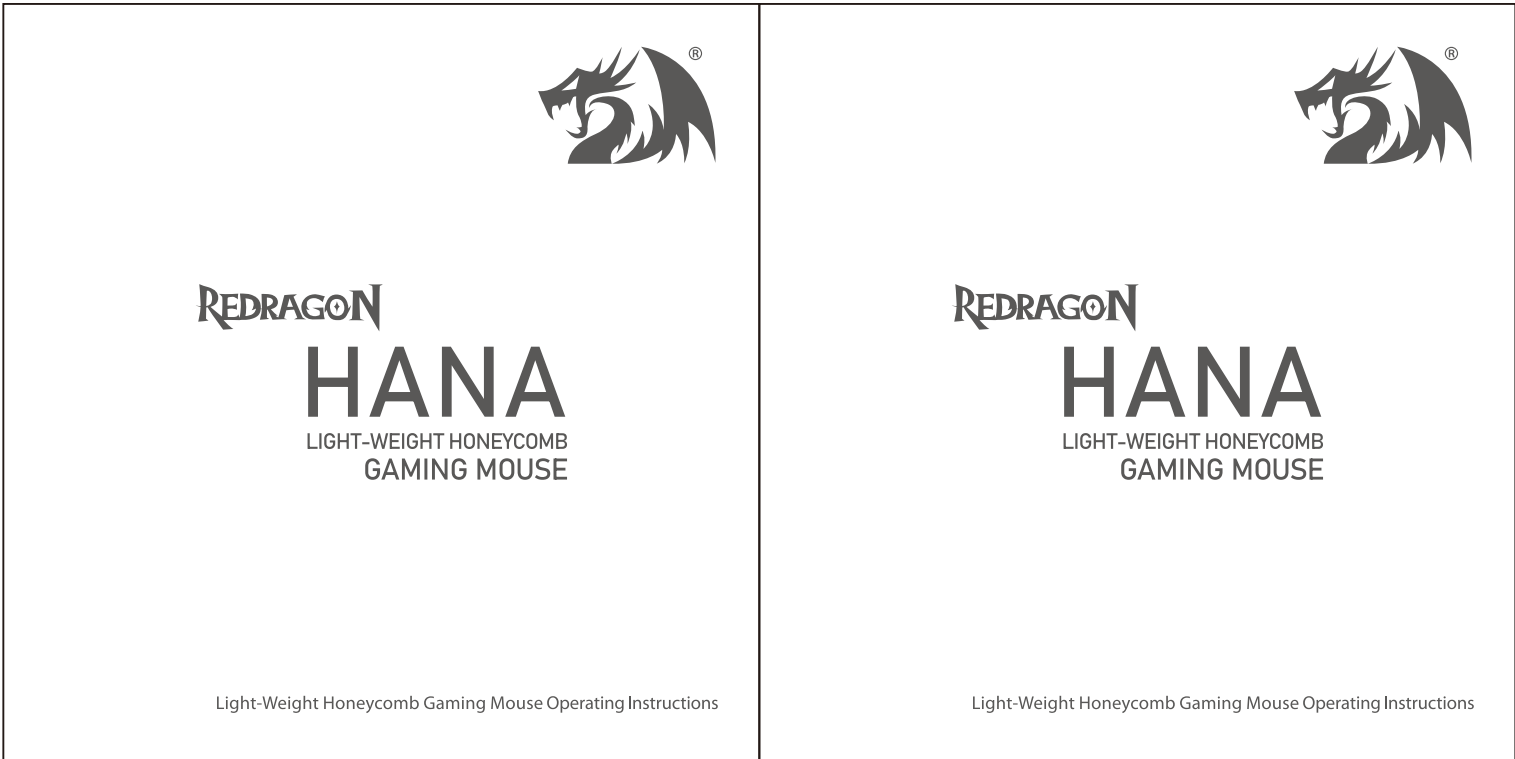 ®
REDRAGON
HANA
LIGHT-WEIGHT HONEYCOMB
GAMING MOUSE
Light-Weight Honeycomb Gaming Mouse Operating Instructions
®
REDRAGON
HANA
LIGHT-WEIGHT HONEYCOMB
GAMING MOUSE
Light-Weight Honeycomb Gaming Mouse Operating Instructions